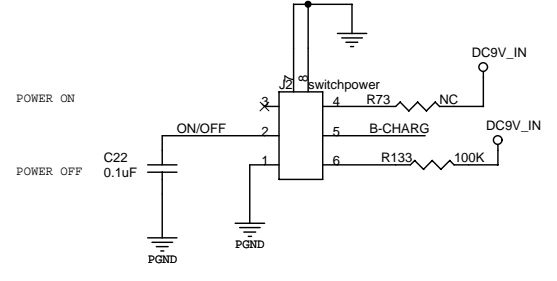 DC9V_IN
7 8
J2 switchpower
POWER ON
3 4 R73 NC
DC9V_IN
ON/OFF 2 5 B-CHARG
C22
0.1uF
POWER OFF
1 6 R133 100K
PGND
PGND